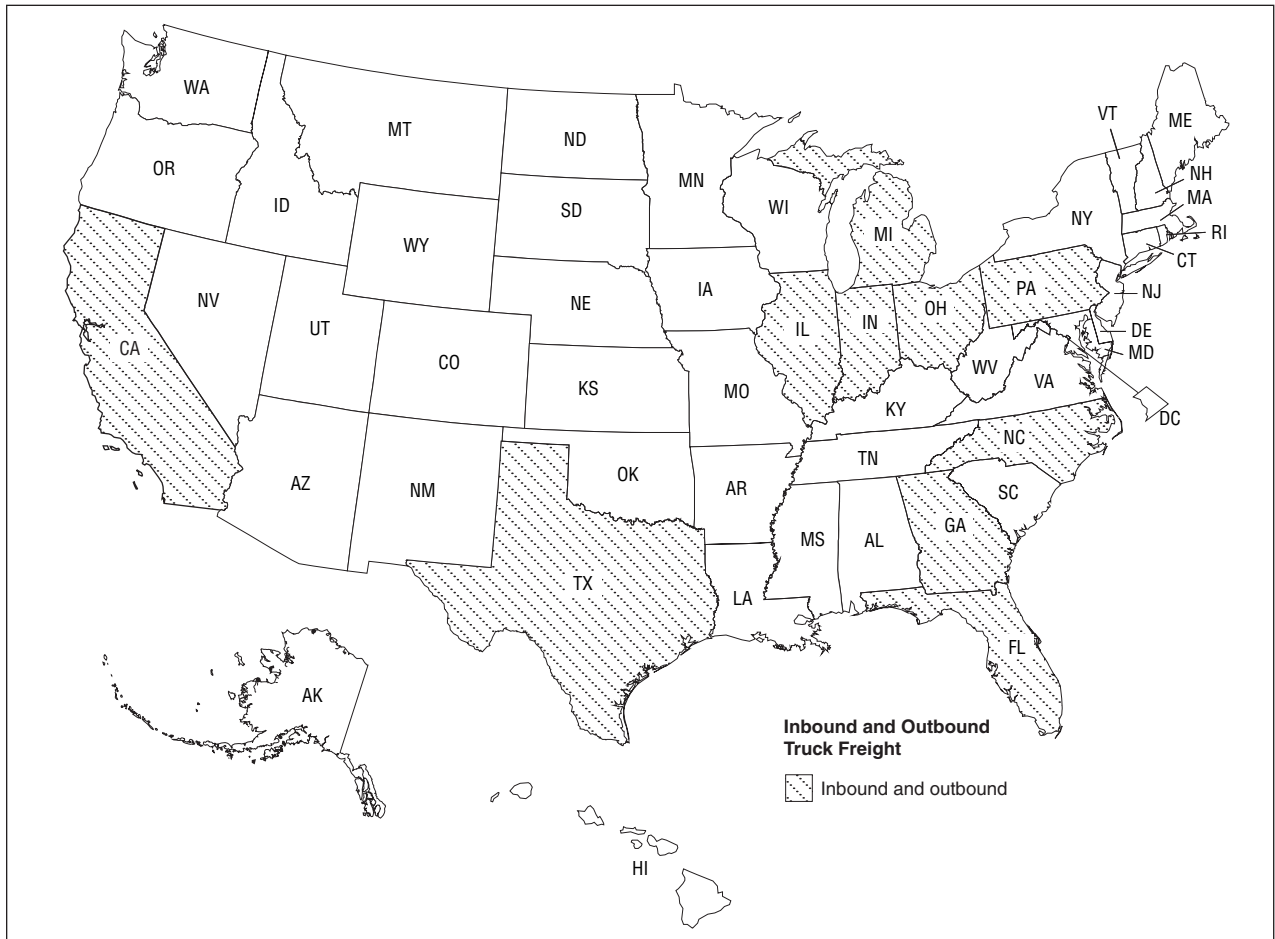 WA
MT
ND
MN
VT
ME
OR
ID
SD
WI
NH
MA
NY
MI
RI
WY
CT
IA
NE
PA
NJ
NV
UT
IL
IN
OH
DE
CA
CO
MD
WV
VA
KS
MO
KY
DC
NC
TN
AZ
NM
OK
AR
SC
GA
MS
AL
TX
LA
FL
AK
Inbound and Outbound
Truck Freight
Inbound and outbound
HI